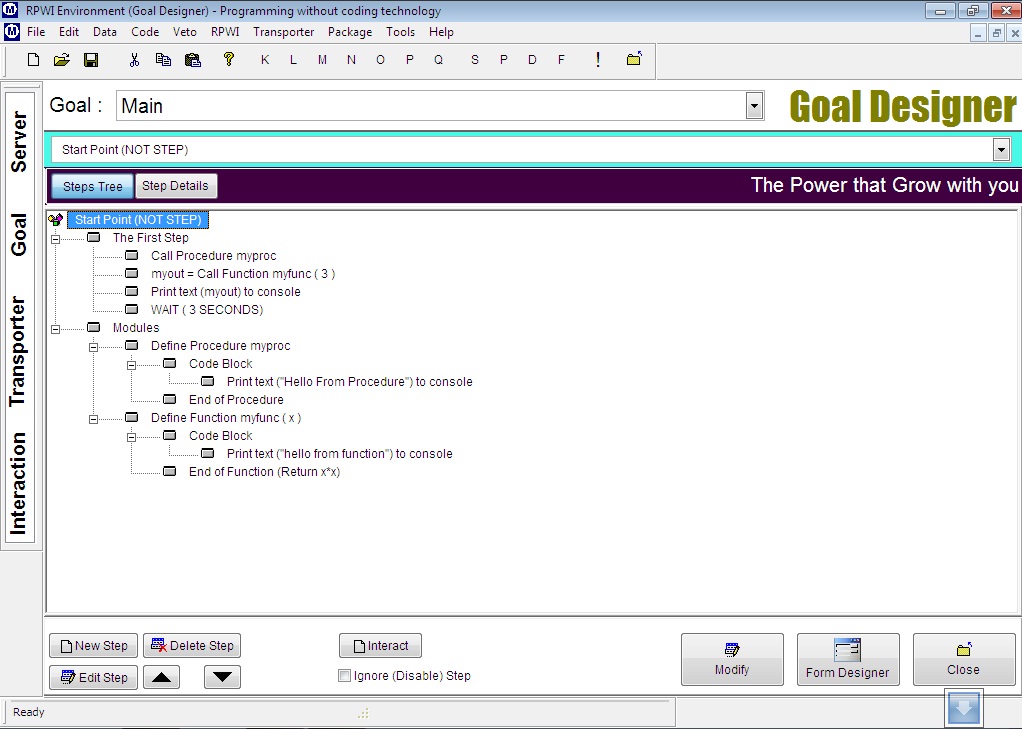 RPWI Environment (Goal Designer) - Programming without coding technology
File Edit Data Code Veto RPWI Transporter Package Tools Help
K L M N O P Q S P D F !
Server
Goal
Transporter
Interaction
Goal : Main
Goal Designer
Start Point (NOT STEP)
Steps Tree Step Details The Power that Grow with you
Start Point (NOT STEP)
The First Step
Call Procedure myproc
myout = Call Function myfunc ( 3 )
Print text (myout) to console
WAIT ( 3 SECONDS)
Modules
Define Procedure myproc
Code Block
Print text ("Hello From Procedure") to console
End of Procedure
Define Function myfunc ( x )
Code Block
Print text ("hello from function") to console
End of Function (Return x*x)
New Step Delete Step Interact
Edit Step Ignore (Disable) Step
Modify Form Designer Close
Ready